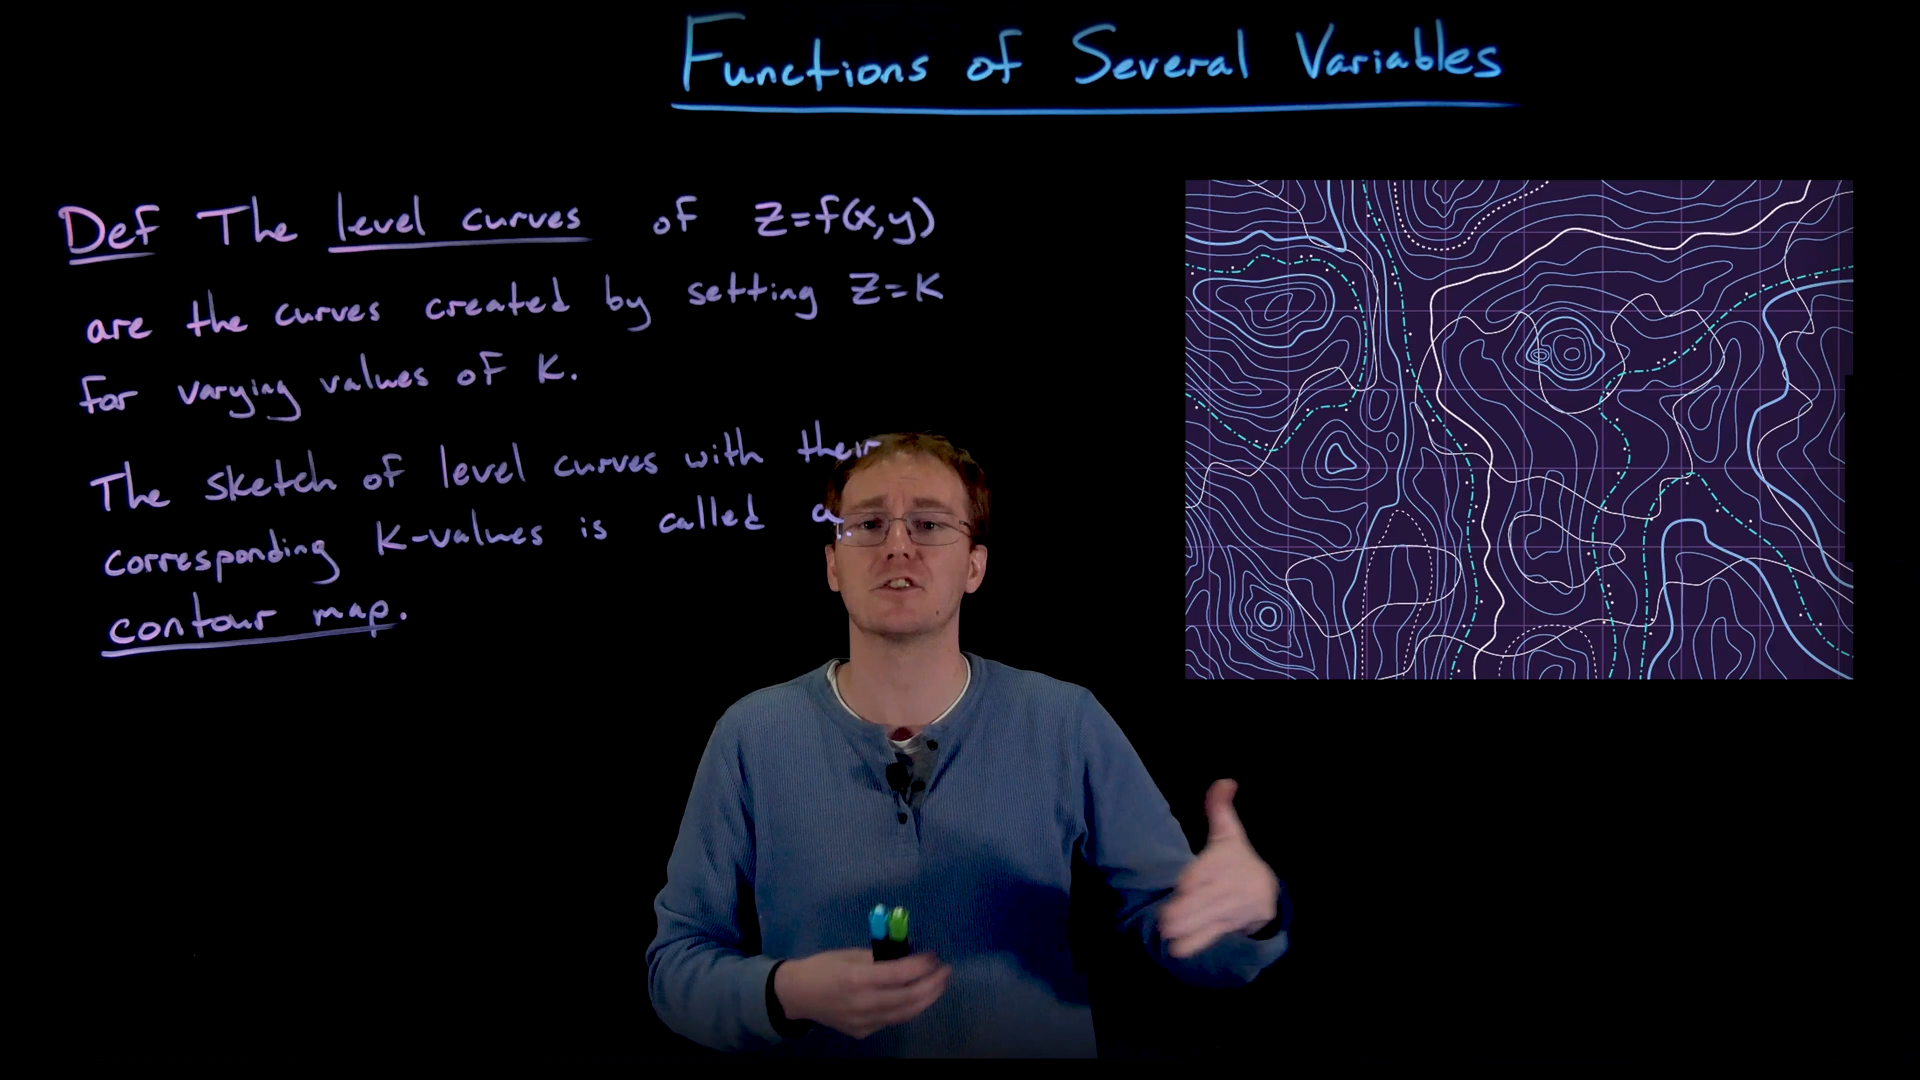 Functions of Several Variables
Def The level curves of z=f(x,y)
are the curves created by setting z=k
for varying values of k.
The sketch of level curves with their
corresponding k-values is called a
contour map.